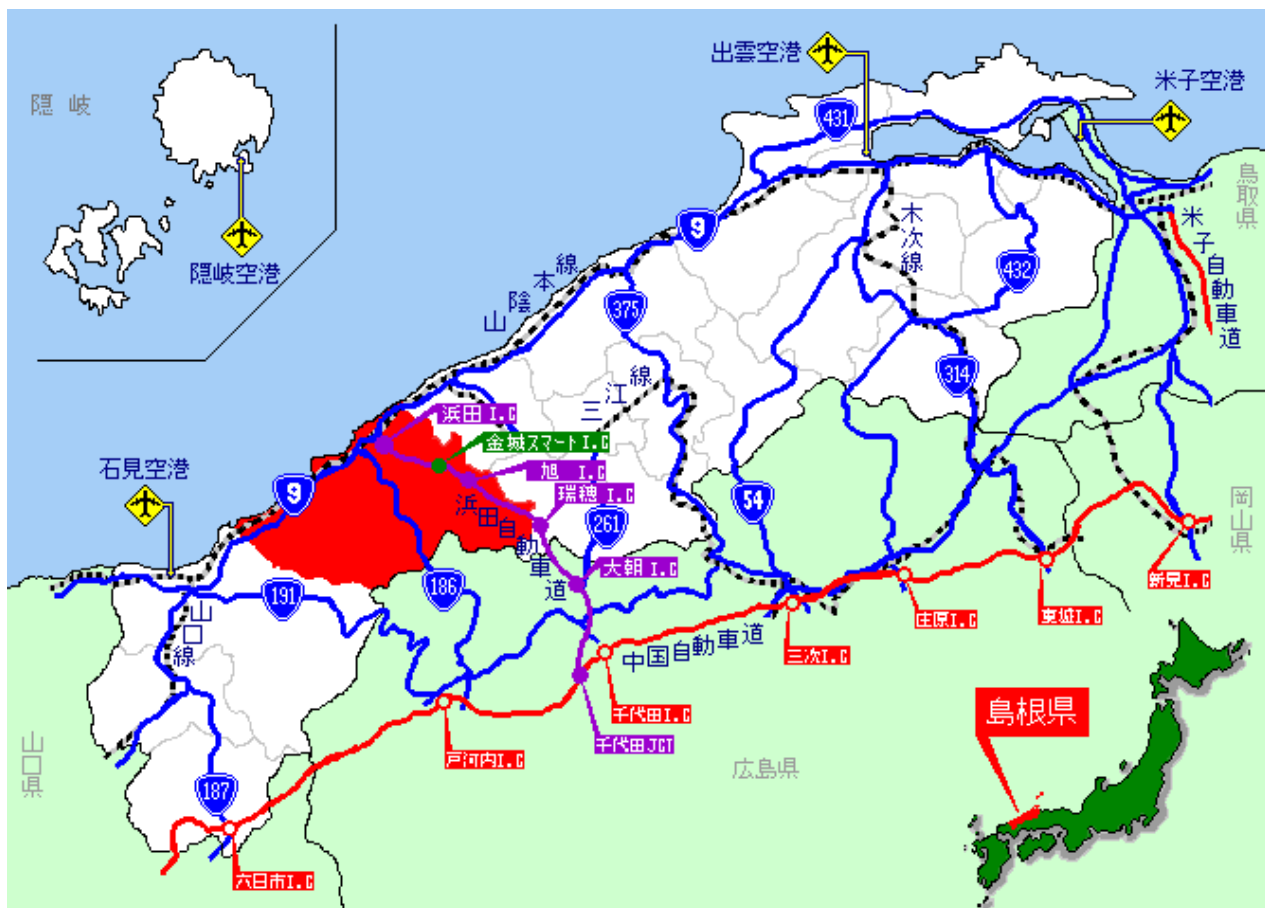 隠岐
隠岐空港
出雲空港
米子空港
431
鳥取県
9
木次線
米子自動車道
432
山陰本線
375
314
三江線
浜田I.C
金城スマートI.C
旭 I.C
瑞穂 I.C
石見空港
9
54
浜田自動車道
261
岡山県
大朝I.C
新見I.C
191
186
庄原I.C
東城I.C
山口線
中国自動車道
三次I.C
千代田I.C
島根県
戸河内I.C
千代田JCT
山口県
広島県
187
六日市I.C